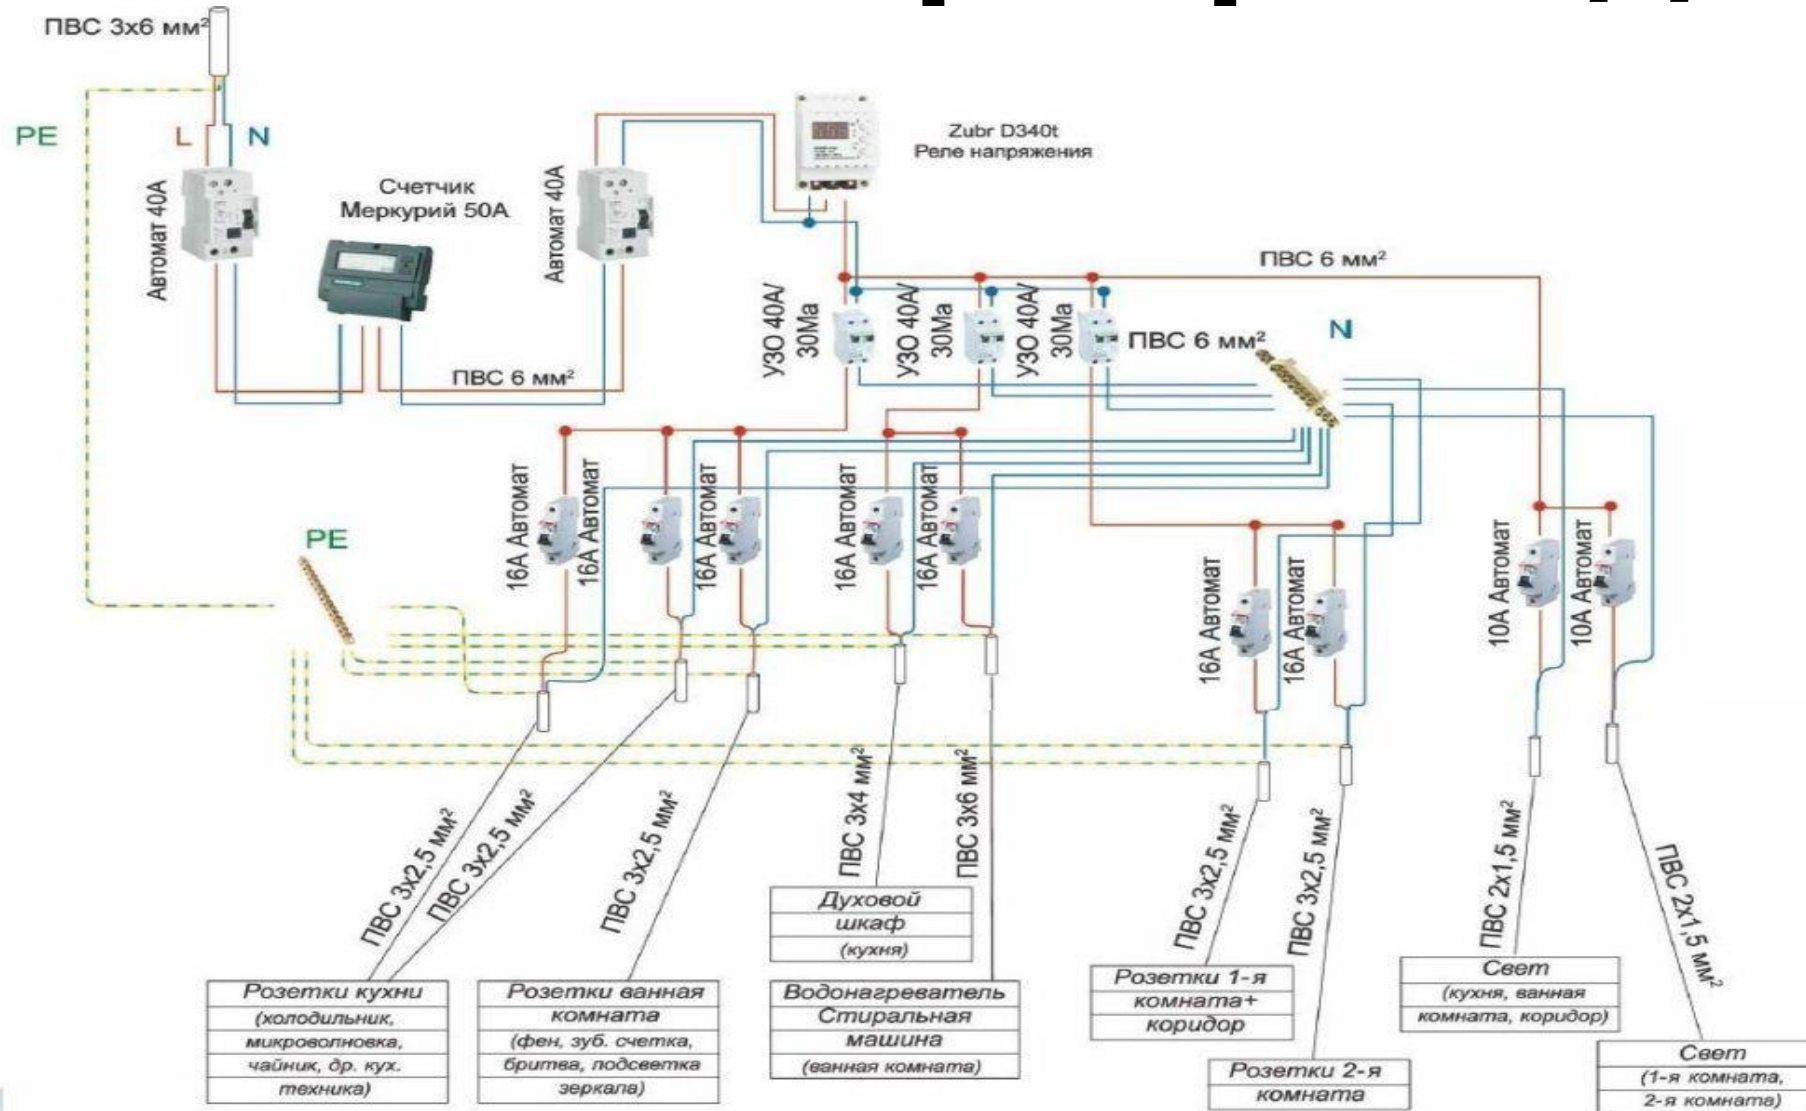 ПВС 3х6 мм²
PE
L
N
Автомат 40А
Счетчик
Меркурий 50А
Автомат 40А
Zubr D340t
Реле напряжения
ПВС 6 мм²
ПВС 6 мм²
УЗО 40А/
30Ма
УЗО 40А/
30Ма
УЗО 40А/
30Ма
ПВС 6 мм²
N
16А Автомат
16А Автомат
16А Автомат
16А Автомат
16А Автомат
16А Автомат
16А Автомат
10А Автомат
10А Автомат
PE
ПВС 3х2,5 мм²
ПВС 3х2,5 мм²
ПВС 3х2,5 мм²
ПВС 3х4 мм²
ПВС 3х6 мм²
ПВС 3х2,5 мм²
ПВС 3х2,5 мм²
ПВС 2х1,5 мм²
ПВС 2х1,5 мм²
Розетки кухни
(холодильник,
микроволновка,
чайник, др. кух.
техника)
Розетки ванная
комната
(фен, зуб. счетка,
бритва, подсветка
зеркала)
Духовой
шкаф
(кухня)
Водонагреватель
Стиральная
машина
(ванная комната)
Розетки 1-я
комната+
коридор
Розетки 2-я
комната
Свет
(кухня, ванная
комната, коридор)
Свет
(1-я комната,
2-я комната)